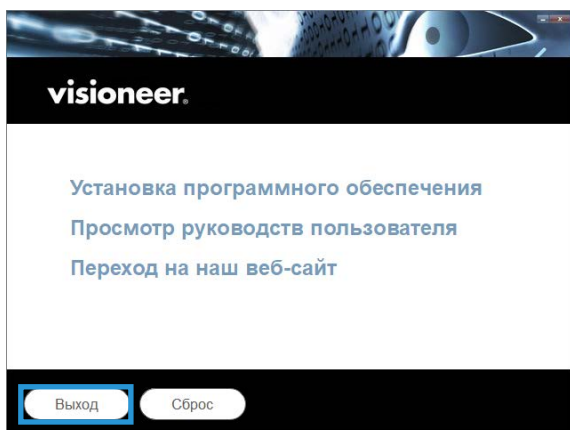 visioneer®
Установка программного обеспечения
Просмотр руководств пользователя
Переход на наш веб-сайт
Выход Сброс